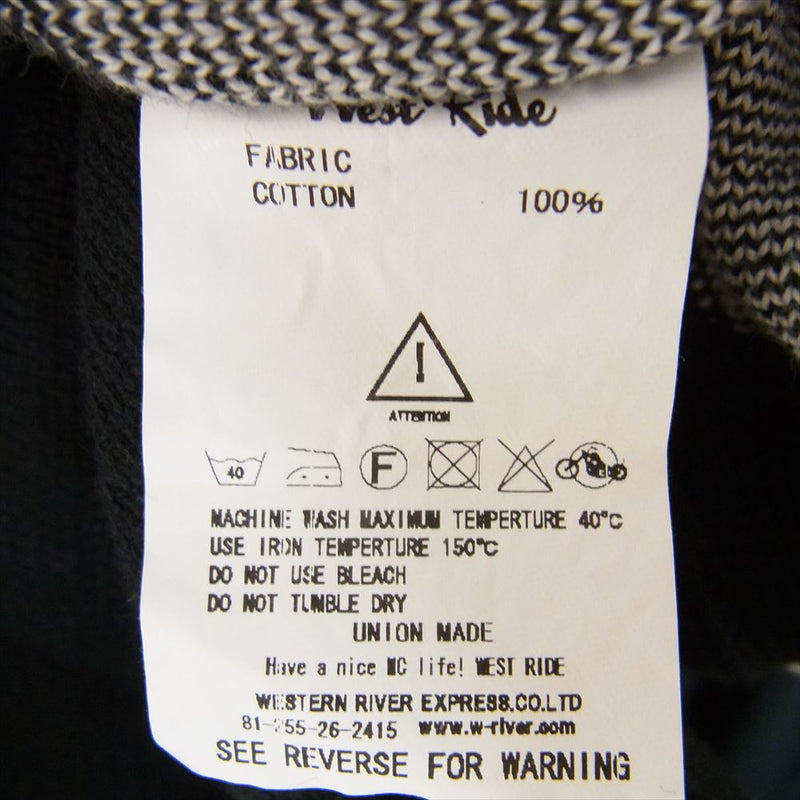 West Ride
FABRIC
COTTON 100%
!
ATTENTION
40 F
MACHINE WASH MAXIMUM TEMPERTURE 40°C
USE IRON TEMPERTURE 150°C
DO NOT USE BLEACH
DO NOT TUMBLE DRY
UNION MADE
Have a nice MC life! WEST RIDE
WESTERN RIVER EXPRESS.CO.LTD
81-255-26-2415 www.w-river.com
SEE REVERSE FOR WARNING